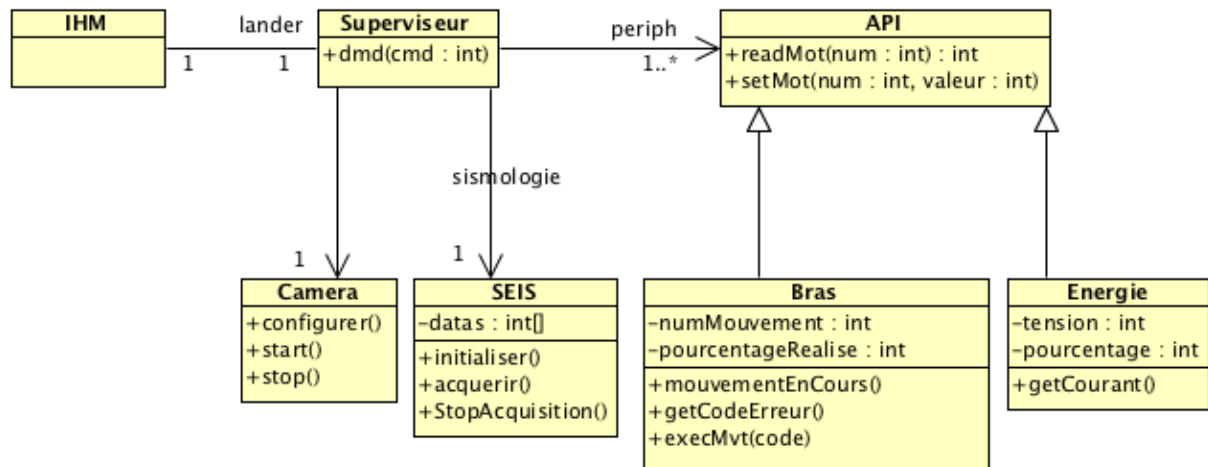 IHM
lander
1
1
Superviseur
+dmd(cmd : int)
periph
1..*
API
+readMot(num : int) : int
+setMot(num : int, valeur : int)
sismologie
1
1
Camera
+configurer()
+start()
+stop()
SEIS
-datas : int[]
+initialiser()
+acquerir()
+StopAcquisition()
Bras
-numMouvement : int
-pourcentageRealise : int
+mouvementEnCours()
+getCodeErreur()
+execMvt(code)
Energie
-tension : int
-pourcentage : int
+getCourant()